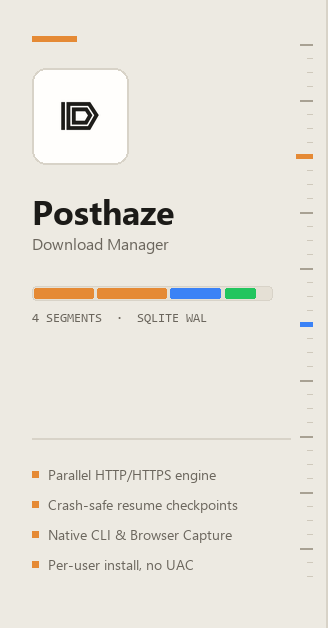 Posthaze
Download Manager
4 SEGMENTS · SQLITE WAL
Parallel HTTP/HTTPS engine
Crash-safe resume checkpoints
Native CLI & Browser Capture
Per-user install, no UAC